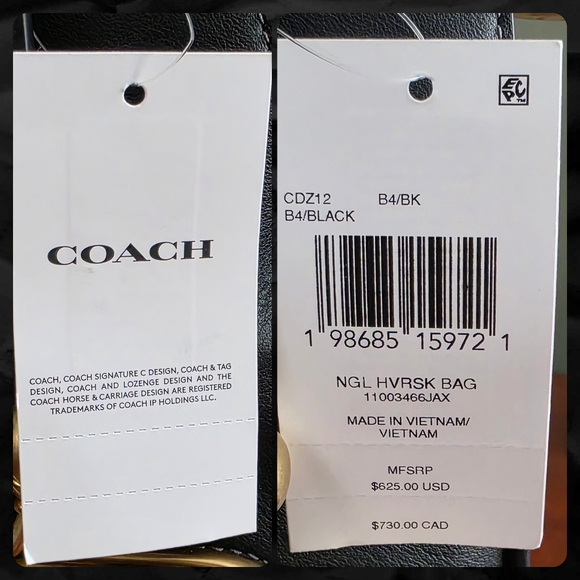 COACH
COACH, COACH SIGNATURE C DESIGN, COACH & TAG
DESIGN, COACH AND LOZENGE DESIGN AND THE
COACH HORSE & CARRIAGE DESIGN ARE REGISTERED
TRADEMARKS OF COACH IP HOLDINGS LLC.
EPC™
CDZ12 B4/BK
B4/BLACK
1 98685 15972 1
NGL HVRSK BAG
11003466JAX
MADE IN VIETNAM/
VIETNAM
MFSRP
$625.00 USD
$730.00 CAD